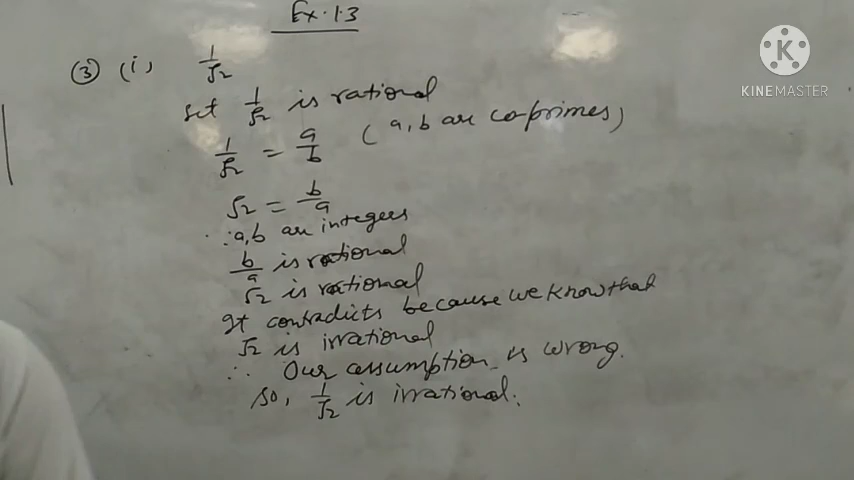 Ex. 1.3
③ (i) 1/√2
Let 1/√2 is rational
1/√2 = a/b (a, b are co-primes)
√2 = b/a
∵ a, b are integers
b/a is rational
√2 is rational
It contradicts because we know that
√2 is irrational
∴ Our assumption is wrong.
So, 1/√2 is irrational.
KINEMASTER